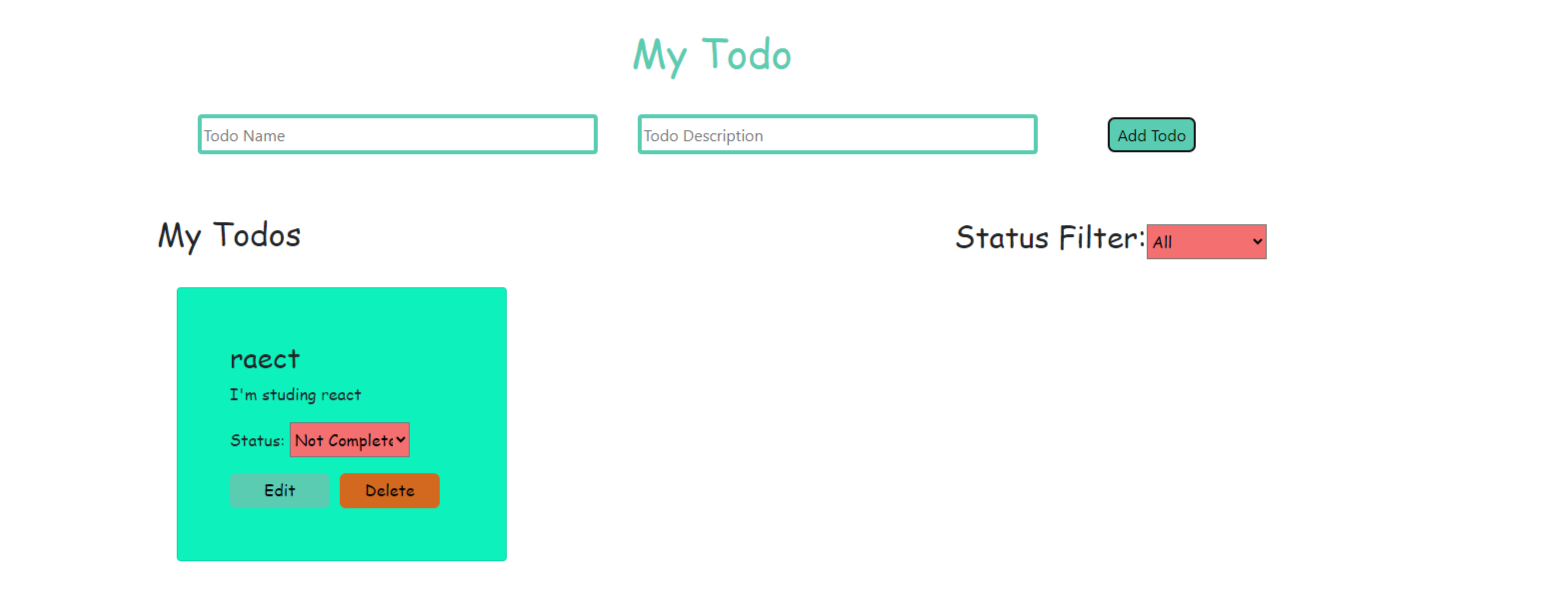 My Todo
Todo Name Todo Description Add Todo
My Todos Status Filter: All
raect
I'm studing react
Status: Not Complete
Edit Delete